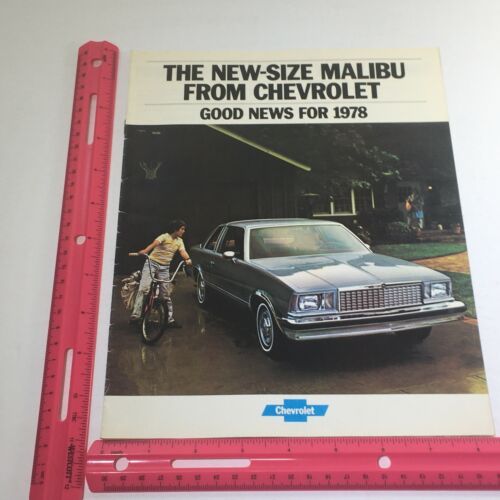 THE NEW-SIZE MALIBU
FROM CHEVROLET
GOOD NEWS FOR 1978
Chevrolet